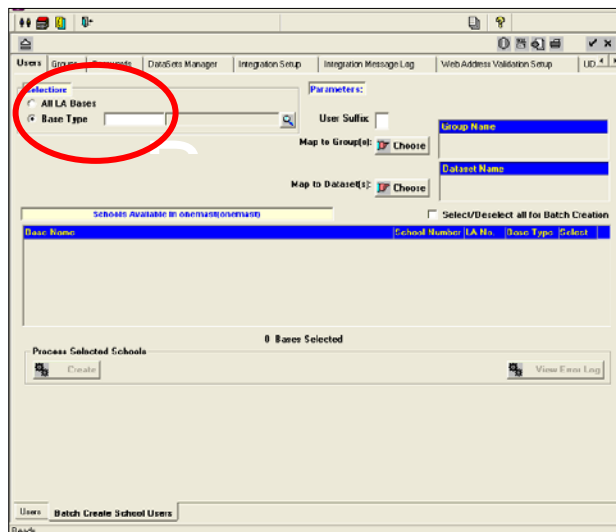 Users Groups DataSets Manager Integration Setup Integration Message Log Web Address Validation Setup UD
Selection: Parameters:
All LA Bases
Base Type User Suffix
Group Name
Map to Group(s): Choose
Dataset Name
Map to Dataset(s): Choose
Schools Available in onemast(onemast) Select/Deselect all for Batch Creation
Base Name School Number LA No. Base Type Select
0 Bases Selected
Process Selected Schools
Create View Error Log
Users Batch Create School Users
Ready